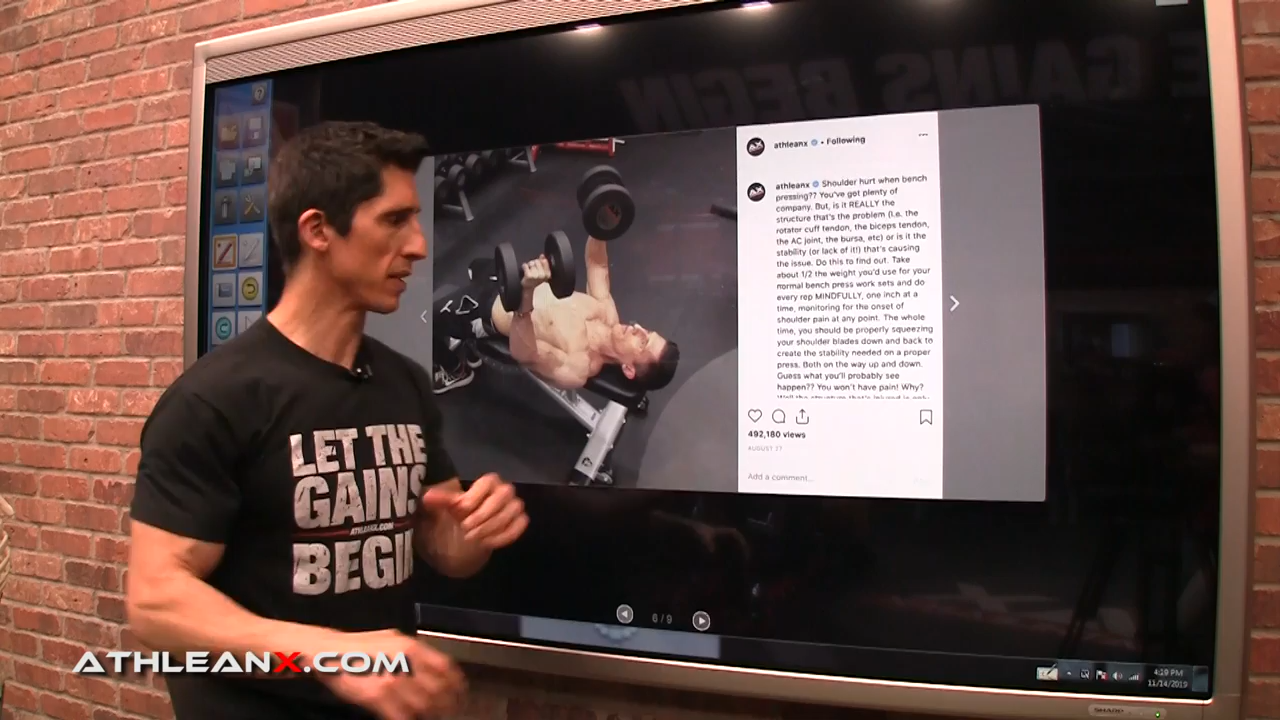 GAINS BEGIN
athleanx • Following
athleanx Shoulder hurt when bench
pressing?? You've got plenty of
company. But, is it REALLY the
structure that's the problem (i.e. the
rotator cuff tendon, the biceps tendon,
the AC joint, the bursa, etc) or is it the
stability (or lack of it!) that's causing
the issue. Do this to find out. Take
about 1/2 the weight you'd use for your
normal bench press work sets and do
every rep MINDFULLY, one inch at a
time, monitoring for the onset of
shoulder pain at any point. The whole
time, you should be properly squeezing
your shoulder blades down and back to
create the stability needed on a proper
press. Both on the way up and down.
Guess what you'll probably see
happen?? You won't have pain! Why?
492,180 views
AUGUST 27
Add a comment...
LET THE
GAINS
ATHLEANX.COM
BEGIN
6 / 9
ATHLEANX.COM
4:19 PM
11/14/2019
SHARP